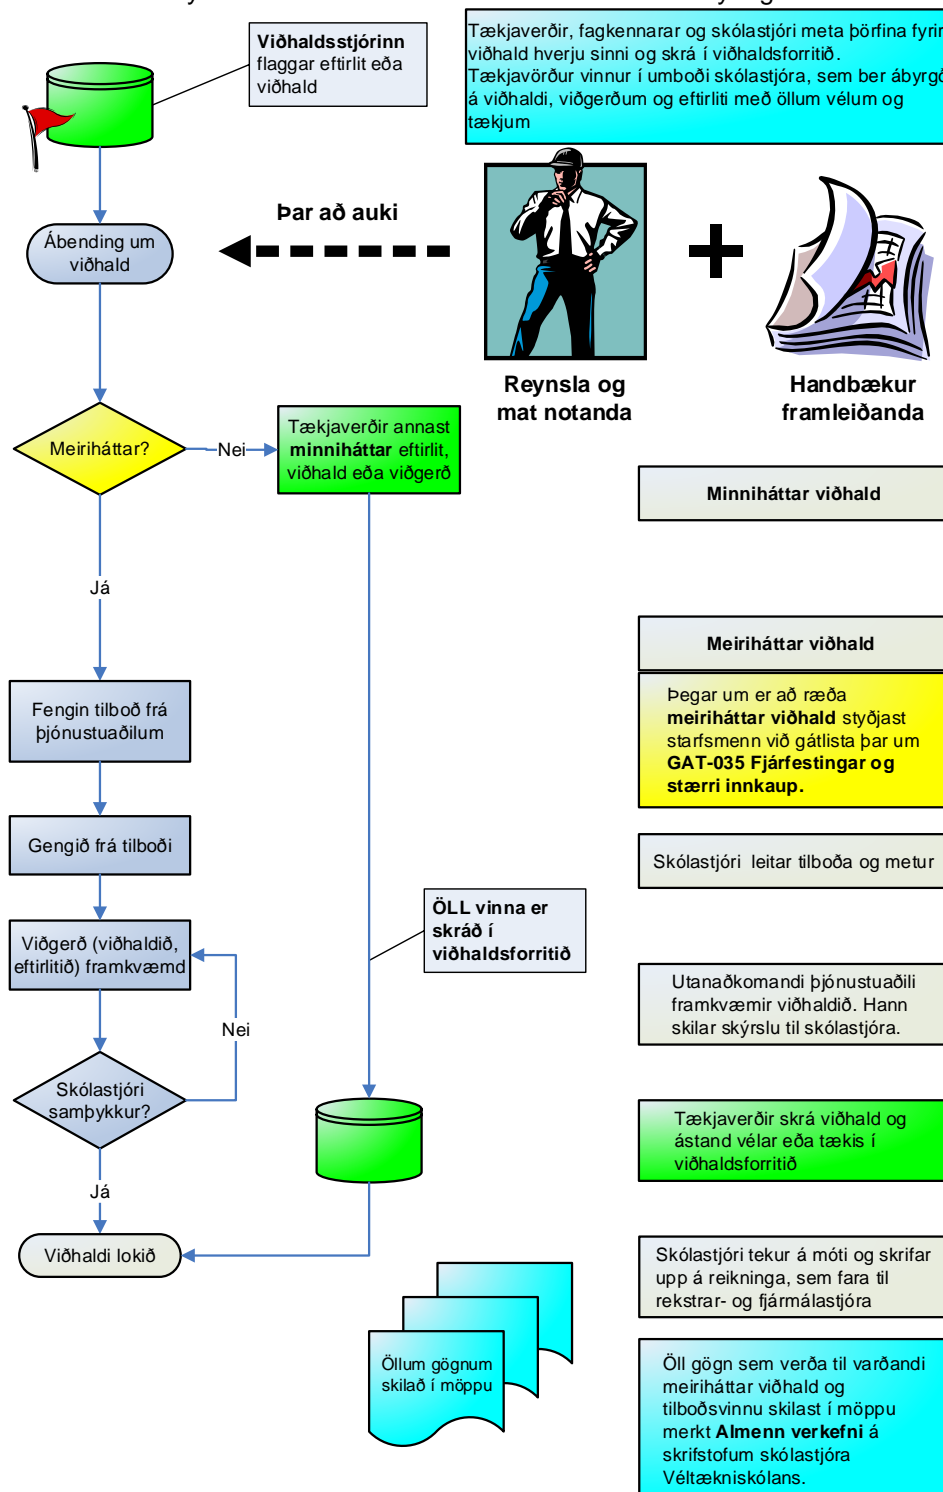 Viðhaldsstjórinn
flaggar eftirlit eða
viðhald
Tækjaverðir, fagkennarar og skólastjóri meta þörfina fyrir
viðhald hverju sinni og skrá í viðhaldsforritið.
Tækjavörður vinnur í umboði skólastjóra, sem ber ábyrgð
á viðhaldi, viðgerðum og eftirliti með öllum vélum og
tækjum
Þar að auki
Ábending um
viðhald
Reynsla og
mat notanda
Handbækur
framleiðanda
Meiriháttar?
Nei
Tækjaverðir annast
minniháttar eftirlit,
viðhald eða viðgerð
Minniháttar viðhald
Já
Meiriháttar viðhald
Fengin tilboð frá
þjónustuaðilum
Þegar um er að ræða
meiriháttar viðhald styðjast
starfsmenn við gátlista þar um
GAT-035 Fjárfestingar og
stærri innkaup.
Gengið frá tilboði
Skólastjóri leitar tilboða og metur
ÖLL vinna er
skráð í
viðhaldsforritið
Viðgerð (viðhaldið,
eftirlitið) framkvæmd
Utanaðkomandi þjónustuaðili
framkvæmir viðhaldið. Hann
skilar skýrslu til skólastjóra.
Nei
Skólastjóri
samþykkur?
Tækjaverðir skrá viðhald og
ástand vélar eða tækis í
viðhaldsforritið
Já
Viðhaldi lokið
Skólastjóri tekur á móti og skrifar
upp á reikninga, sem fara til
rekstrar- og fjármálastjóra
Öllum gögnum
skilað í möppu
Öll gögn sem verða til varðandi
meiriháttar viðhald og
tilboðsvinnu skilast í möppu
merkt Almenn verkefni á
skrifstofum skólastjóra
Véltækniskólans.